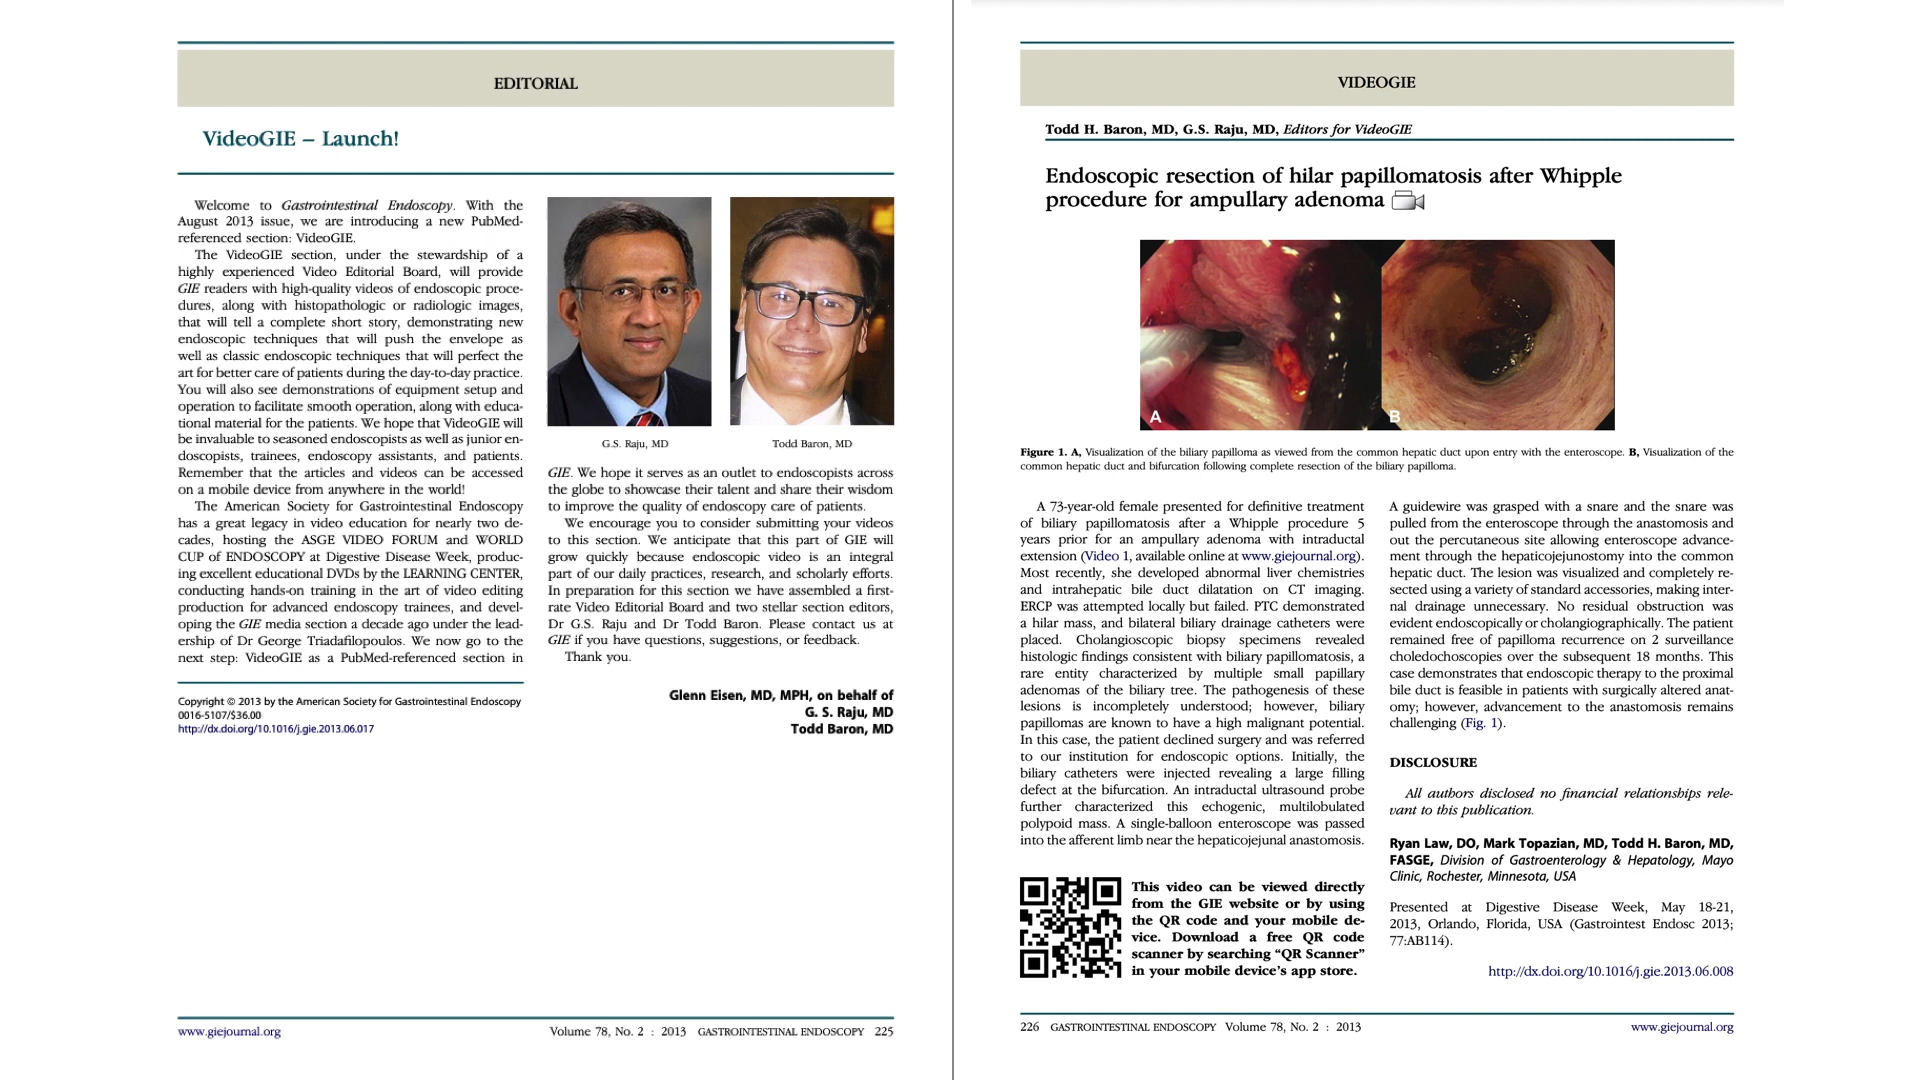 EDITORIAL
VideoGIE – Launch!
Welcome to Gastrointestinal Endoscopy. With the
August 2013 issue, we are introducing a new PubMed-
referenced section: VideoGIE.
The VideoGIE section, under the stewardship of a
highly experienced Video Editorial Board, will provide
GIE readers with high-quality videos of endoscopic proce-
dures, along with histopathologic or radiologic images,
that will tell a complete short story, demonstrating new
endoscopic techniques that will push the envelope as
well as classic endoscopic techniques that will perfect the
art for better care of patients during the day-to-day practice.
You will also see demonstrations of equipment setup and
operation to facilitate smooth operation, along with educa-
tional material for the patients. We hope that VideoGIE will
be invaluable to seasoned endoscopists as well as junior en-
doscopists, trainees, endoscopy assistants, and patients.
Remember that the articles and videos can be accessed
on a mobile device from anywhere in the world!
The American Society for Gastrointestinal Endoscopy
has a great legacy in video education for nearly two de-
cades, hosting the ASGE VIDEO FORUM and WORLD
CUP of ENDOSCOPY at Digestive Disease Week, produc-
ing excellent educational DVDs by the LEARNING CENTER,
conducting hands-on training in the art of video editing
production for advanced endoscopy trainees, and devel-
oping the GIE media section a decade ago under the lead-
ership of Dr George Triadafilopoulos. We now go to the
next step: VideoGIE as a PubMed-referenced section in
Copyright © 2013 by the American Society for Gastrointestinal Endoscopy
0016-5107/$36.00
http://dx.doi.org/10.1016/j.gie.2013.06.017
G.S. Raju, MD
Todd Baron, MD
GIE. We hope it serves as an outlet to endoscopists across
the globe to showcase their talent and share their wisdom
to improve the quality of endoscopy care of patients.
We encourage you to consider submitting your videos
to this section. We anticipate that this part of GIE will
grow quickly because endoscopic video is an integral
part of our daily practices, research, and scholarly efforts.
In preparation for this section we have assembled a first-
rate Video Editorial Board and two stellar section editors,
Dr G.S. Raju and Dr Todd Baron. Please contact us at
GIE if you have questions, suggestions, or feedback.
Thank you.
Glenn Eisen, MD, MPH, on behalf of
G. S. Raju, MD
Todd Baron, MD
www.giejournal.org
Volume 78, No. 2 : 2013 GASTROINTESTINAL ENDOSCOPY 225
VIDEOGIE
Todd H. Baron, MD, G.S. Raju, MD, Editors for VideoGIE
Endoscopic resection of hilar papillomatosis after Whipple
procedure for ampullary adenoma
A
B
Figure 1. A, Visualization of the biliary papilloma as viewed from the common hepatic duct upon entry with the enteroscope. B, Visualization of the
common hepatic duct and bifurcation following complete resection of the biliary papilloma.
A 73-year-old female presented for definitive treatment
of biliary papillomatosis after a Whipple procedure 5
years prior for an ampullary adenoma with intraductal
extension (Video 1, available online at www.giejournal.org).
Most recently, she developed abnormal liver chemistries
and intrahepatic bile duct dilatation on CT imaging.
ERCP was attempted locally but failed. PTC demonstrated
a hilar mass, and bilateral biliary drainage catheters were
placed. Cholangioscopic biopsy specimens revealed
histologic findings consistent with biliary papillomatosis, a
rare entity characterized by multiple small papillary
adenomas of the biliary tree. The pathogenesis of these
lesions is incompletely understood; however, biliary
papillomas are known to have a high malignant potential.
In this case, the patient declined surgery and was referred
to our institution for endoscopic options. Initially, the
biliary catheters were injected revealing a large filling
defect at the bifurcation. An intraductal ultrasound probe
further characterized this echogenic, multilobulated
polypoid mass. A single-balloon enteroscope was passed
into the afferent limb near the hepaticojejunal anastomosis.
This video can be viewed directly
from the GIE website or by using
the QR code and your mobile de-
vice. Download a free QR code
scanner by searching “QR Scanner”
in your mobile device’s app store.
A guidewire was grasped with a snare and the snare was
pulled from the enteroscope through the anastomosis and
out the percutaneous site allowing enteroscope advance-
ment through the hepaticojejunostomy into the common
hepatic duct. The lesion was visualized and completely re-
sected using a variety of standard accessories, making inter-
nal drainage unnecessary. No residual obstruction was
evident endoscopically or cholangiographically. The patient
remained free of papilloma recurrence on 2 surveillance
choledochoscopies over the subsequent 18 months. This
case demonstrates that endoscopic therapy to the proximal
bile duct is feasible in patients with surgically altered anat-
omy; however, advancement to the anastomosis remains
challenging (Fig. 1).
DISCLOSURE
All authors disclosed no financial relationships rele-
vant to this publication.
Ryan Law, DO, Mark Topazian, MD, Todd H. Baron, MD,
FASGE, Division of Gastroenterology & Hepatology, Mayo
Clinic, Rochester, Minnesota, USA
Presented at Digestive Disease Week, May 18-21,
2013, Orlando, Florida, USA (Gastrointest Endosc 2013;
77:AB114).
http://dx.doi.org/10.1016/j.gie.2013.06.008
226 GASTROINTESTINAL ENDOSCOPY Volume 78, No. 2 : 2013
www.giejournal.org